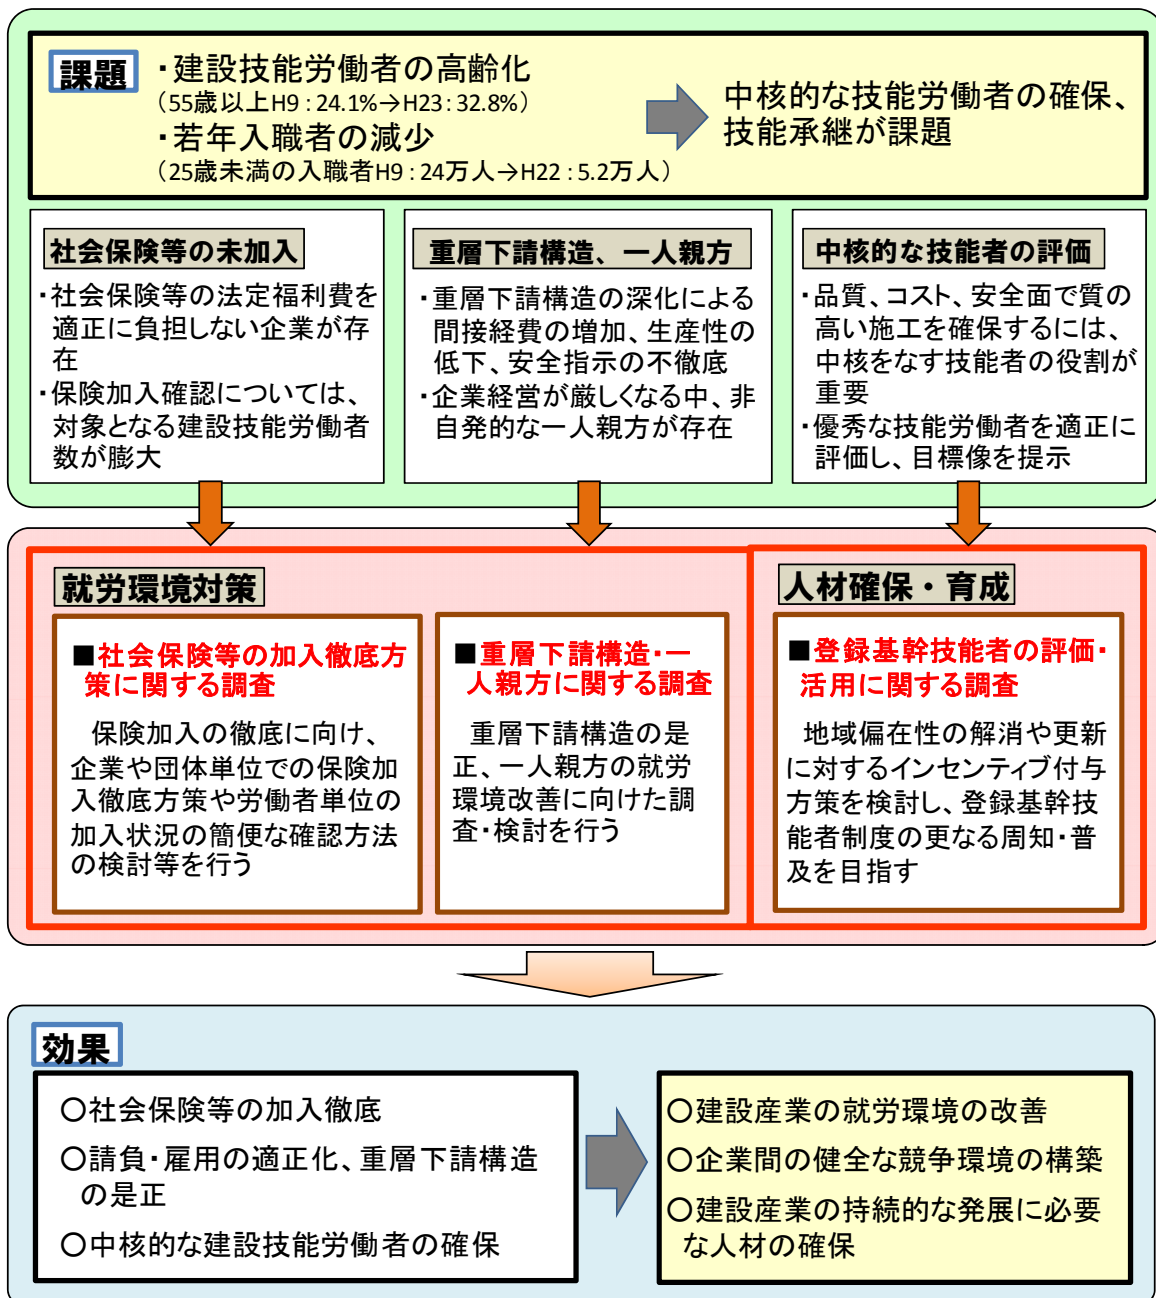 課題
・建設技能労働者の高齢化
（55歳以上H9：24.1%→H23：32.8%）
・若年入職者の減少
（25歳未満の入職者H9：24万人→H22：5.2万人）
中核的な技能労働者の確保、
技能承継が課題
社会保険等の未加入
・社会保険等の法定福利費を
適正に負担しない企業が存
在
・保険加入確認については、
対象となる建設技能労働者
数が膨大
重層下請構造、一人親方
・重層下請構造の深化による
間接経費の増加、生産性の
低下、安全指示の不徹底
・企業経営が厳しくなる中、非
自発的な一人親方が存在
中核的な技能者の評価
・品質、コスト、安全面で質の
高い施工を確保するには、
中核をなす技能者の役割が
重要
・優秀な技能労働者を適正に
評価し、目標像を提示
就労環境対策
■社会保険等の加入徹底方
策に関する調査
保険加入の徹底に向け、
企業や団体単位での保険加
入徹底方策や労働者単位の
加入状況の簡便な確認方法
の検討等を行う
■重層下請構造・一
人親方に関する調査
重層下請構造の是
正、一人親方の就労
環境改善に向けた調
査・検討を行う
人材確保・育成
■登録基幹技能者の評価・
活用に関する調査
地域偏在性の解消や更新
に対するインセンティブ付与
方策を検討し、登録基幹技
能者制度の更なる周知・普
及を目指す
効果
○社会保険等の加入徹底
○請負・雇用の適正化、重層下請構造
の是正
○中核的な建設技能労働者の確保
○建設産業の就労環境の改善
○企業間の健全な競争環境の構築
○建設産業の持続的な発展に必要
な人材の確保